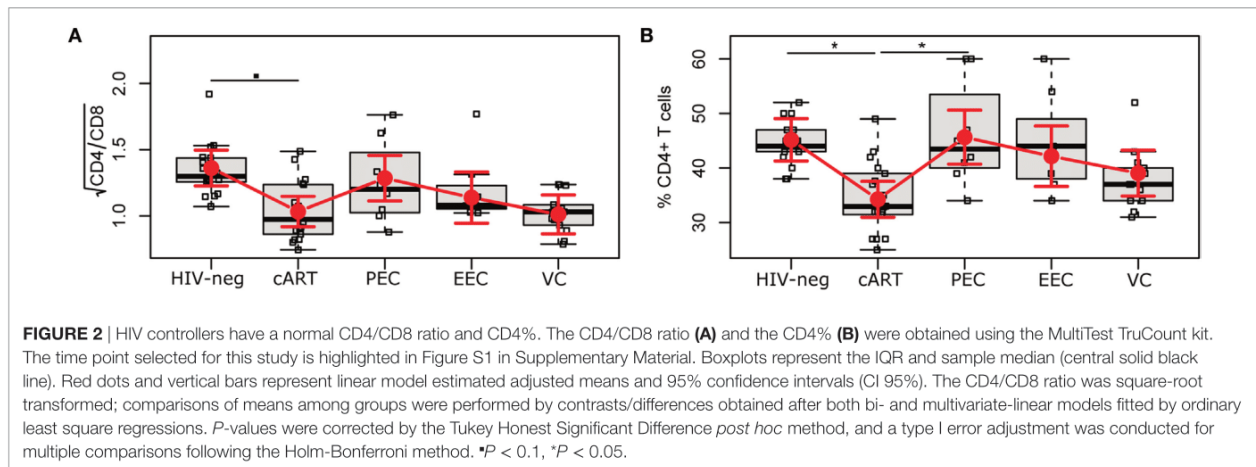 A
B
√CD4/CD8
2.0
1.5
1.0
▪
HIV-neg cART PEC EEC VC
% CD4+ T cells
60
50
40
30
* *
HIV-neg cART PEC EEC VC
FIGURE 2 | HIV controllers have a normal CD4/CD8 ratio and CD4%. The CD4/CD8 ratio (A) and the CD4% (B) were obtained using the MultiTest TruCount kit.
The time point selected for this study is highlighted in Figure S1 in Supplementary Material. Boxplots represent the IQR and sample median (central solid black
line). Red dots and vertical bars represent linear model estimated adjusted means and 95% confidence intervals (CI 95%). The CD4/CD8 ratio was square-root
transformed; comparisons of means among groups were performed by contrasts/differences obtained after both bi- and multivariate-linear models fitted by ordinary
least square regressions. P-values were corrected by the Tukey Honest Significant Difference post hoc method, and a type I error adjustment was conducted for
multiple comparisons following the Holm-Bonferroni method. ▪P < 0.1, *P < 0.05.